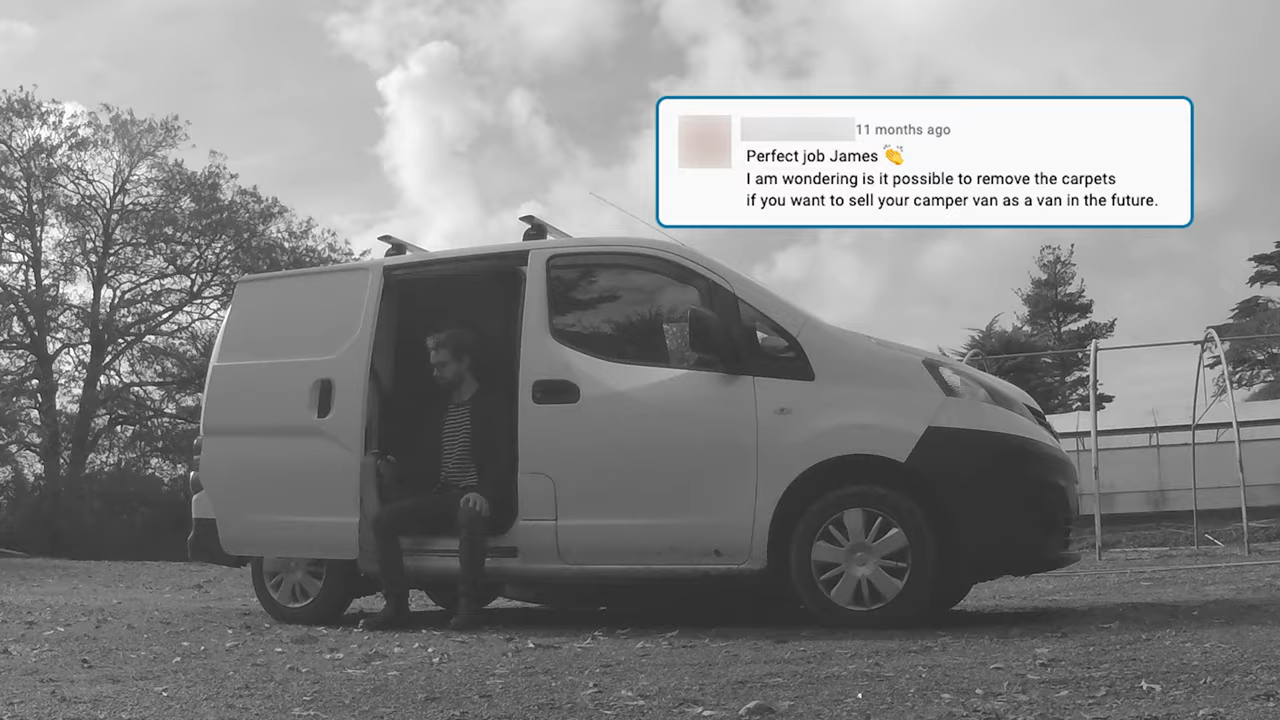 11 months ago
Perfect job James 👏
I am wondering is it possible to remove the carpets
if you want to sell your camper van as a van in the future.